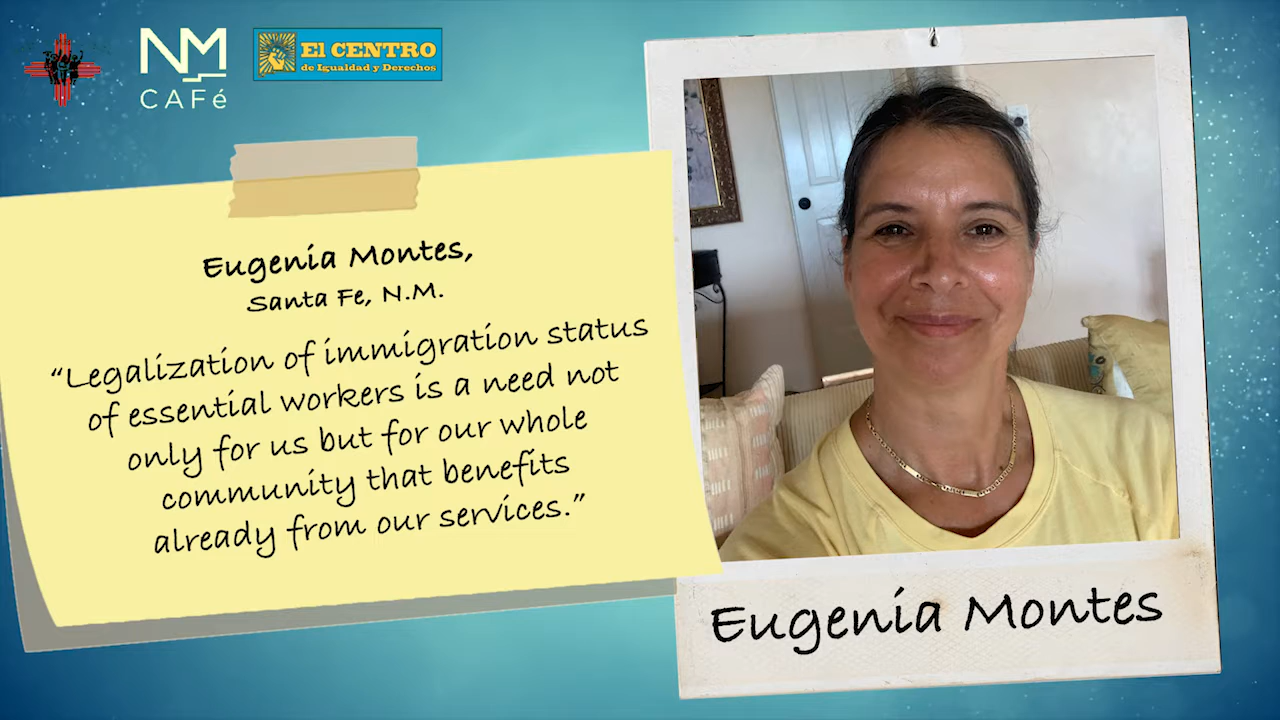 NM
CAFé
El CENTRO
de Igualdad y Derechos
Eugenia Montes,
Santa Fe, N.M.
“Legalization of immigration status
of essential workers is a need not
only for us but for our whole
community that benefits
already from our services.”
Eugenia Montes